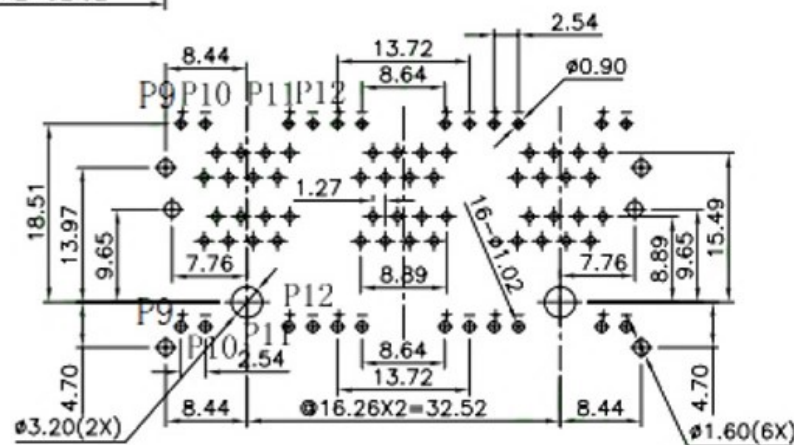 8.44
13.72
2.54
ø0.90
8.64
P9 P10 P11 P12
+ − + − + − + − + − + −
18.51
13.97
9.65
1.27
16-ø1.02
15.49
8.89
9.65
7.76
8.89
7.76
P9
P12
+ − + − + − + − + − + −
P10
P11
2.54
8.64
13.72
4.70
4.70
ø3.20(2X)
8.44
@16.26X2=32.52
8.44
ø1.60(6X)